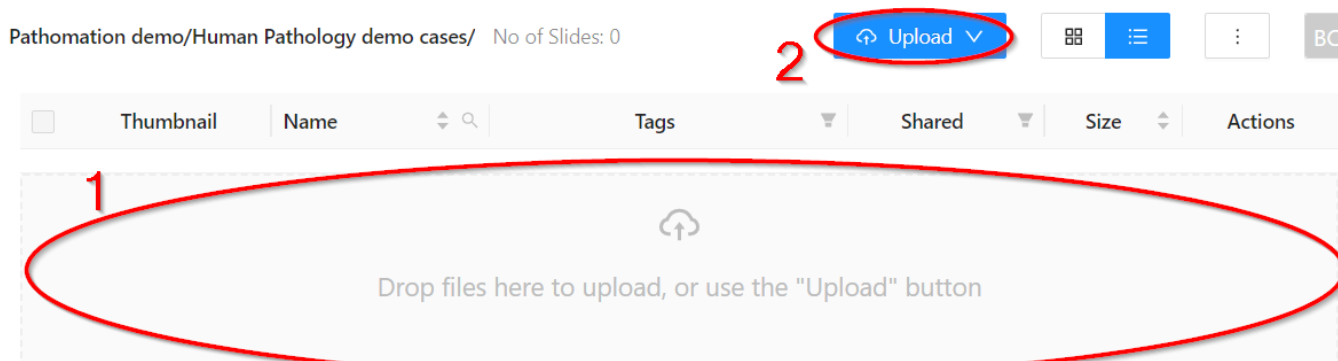 Pathomation demo/Human Pathology demo cases/ No of Slides: 0 Upload BC
2
Thumbnail Name Tags Shared Size Actions
1
Drop files here to upload, or use the "Upload" button